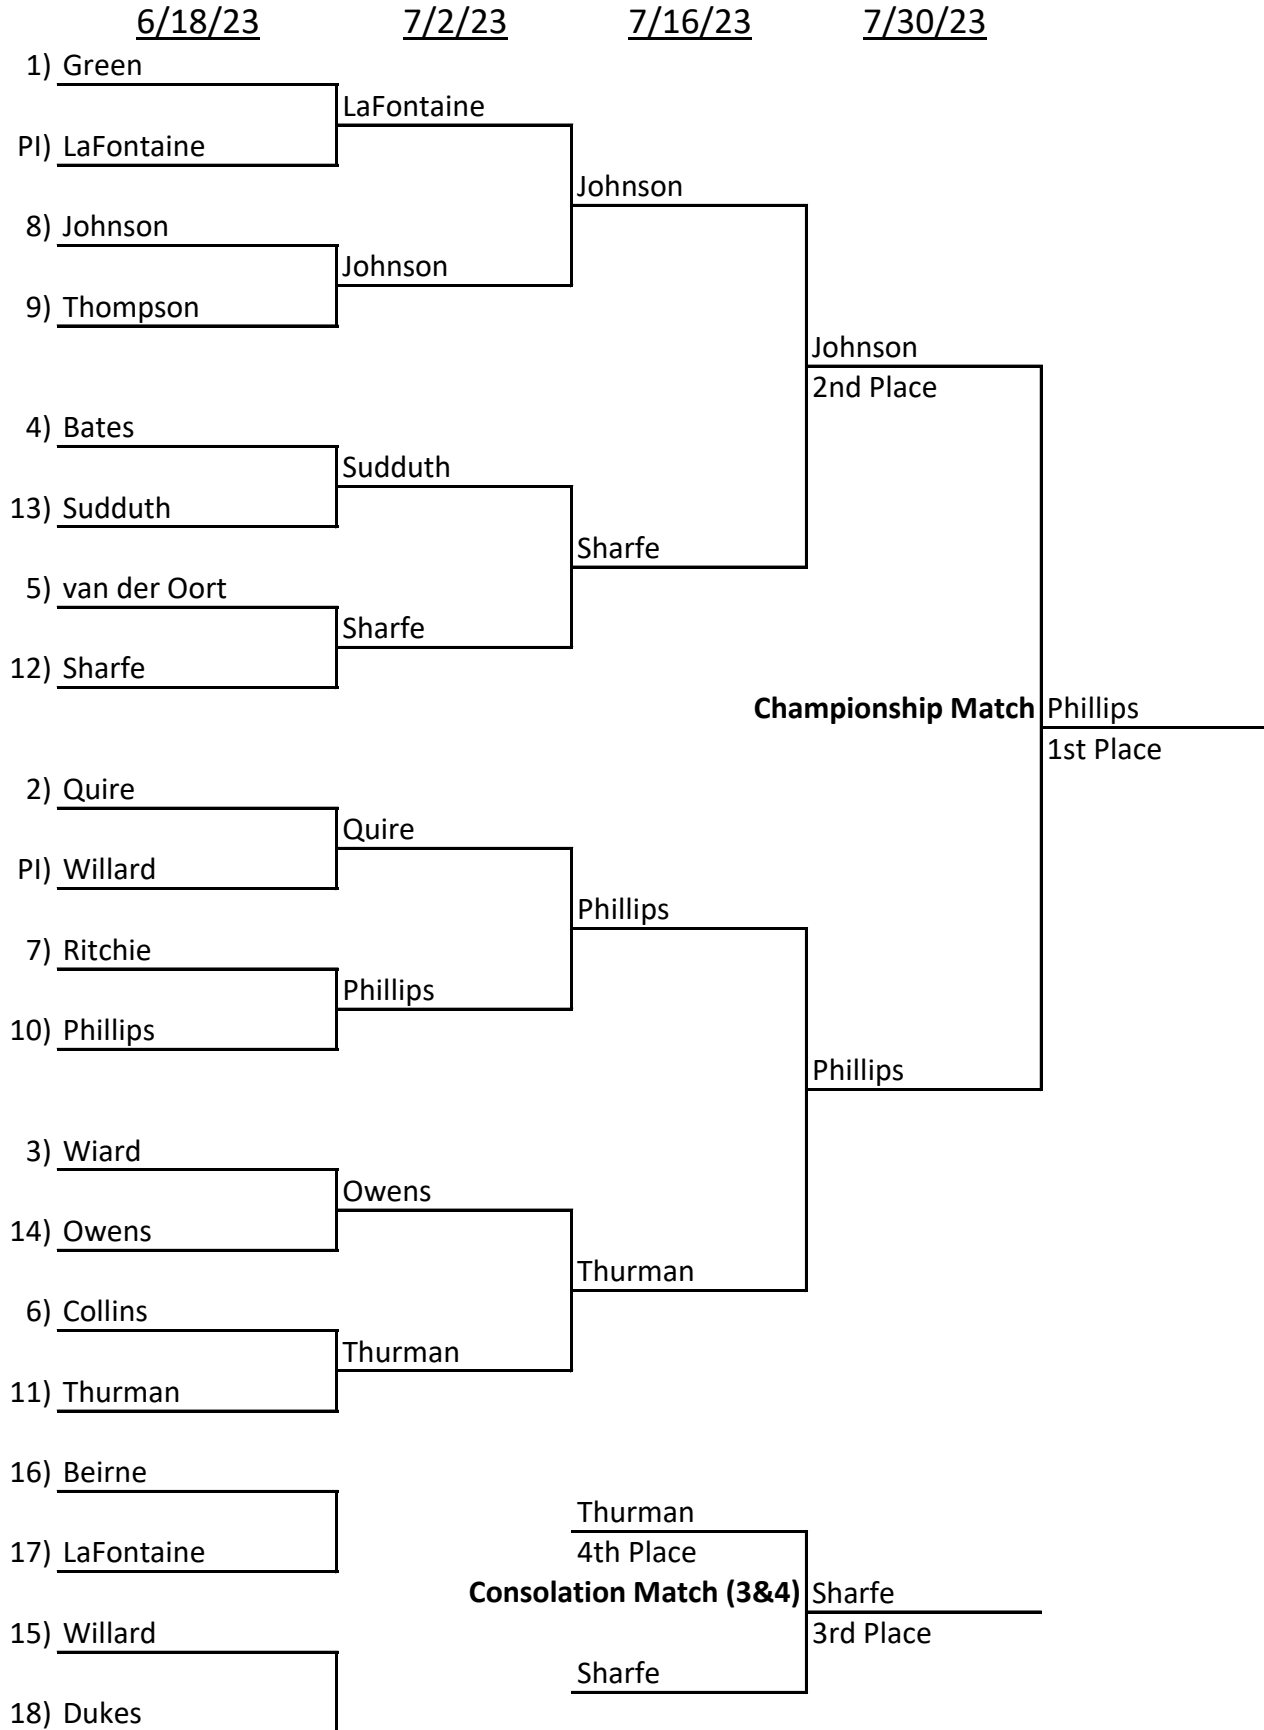 6/18/23 7/2/23 7/16/23 7/30/23
1) Green
LaFontaine
PI) LaFontaine
Johnson
8) Johnson
Johnson
9) Thompson
Johnson
2nd Place
4) Bates
Sudduth
13) Sudduth
Sharfe
5) van der Oort
Sharfe
12) Sharfe
Championship Match Phillips
1st Place
2) Quire
Quire
PI) Willard
Phillips
7) Ritchie
Phillips
10) Phillips
Phillips
3) Wiard
Owens
14) Owens
Thurman
6) Collins
Thurman
11) Thurman
16) Beirne
Thurman
17) LaFontaine 4th Place
Consolation Match (3&4) Sharfe
15) Willard 3rd Place
Sharfe
18) Dukes